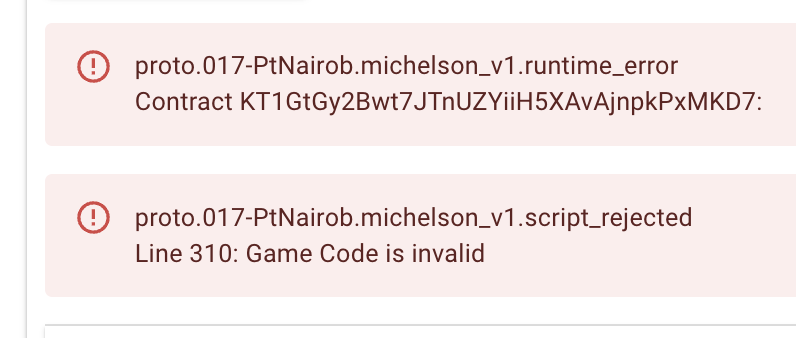 proto.017-PtNairob.michelson_v1.runtime_error
Contract KT1GtGy2Bwt7JTnUZYiiH5XAvAjnpkPxMKD7:
proto.017-PtNairob.michelson_v1.script_rejected
Line 310: Game Code is invalid